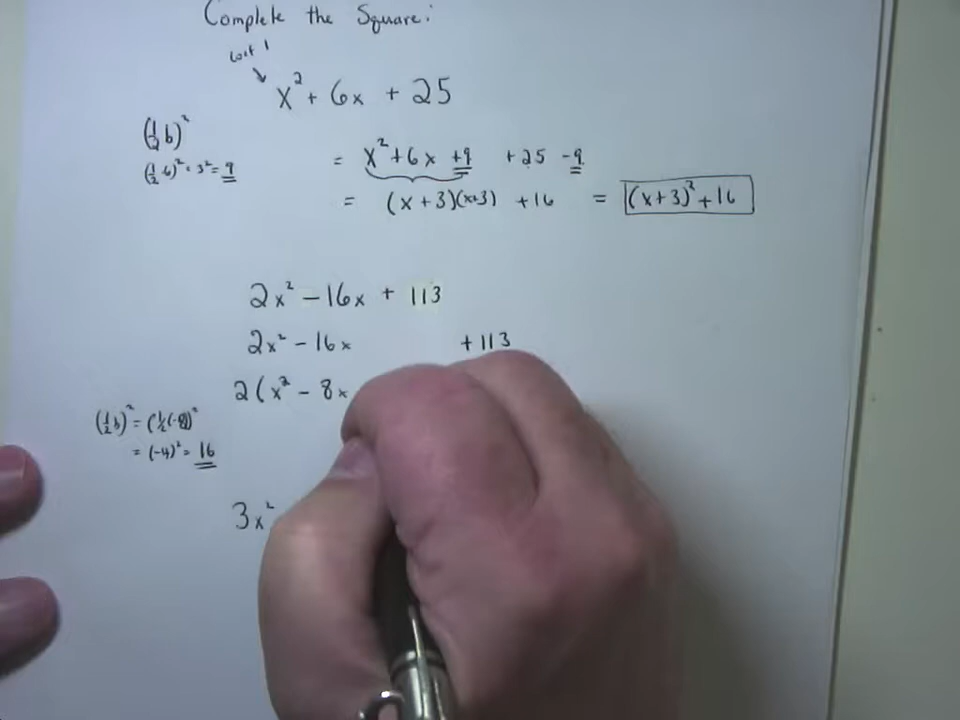 Complete the Square:
coef 1
x² + 6x + 25
(½b)²
(½·6)² = 3² = 9
= x² + 6x + 9 + 25 - 9
= (x + 3)(x+3) + 16 = (x + 3)² + 16
2x² - 16x + 113
2x² - 16x + 113
2(x² - 8x
(½b)² = (½(-8))²
= (-4)² = 16
3x²